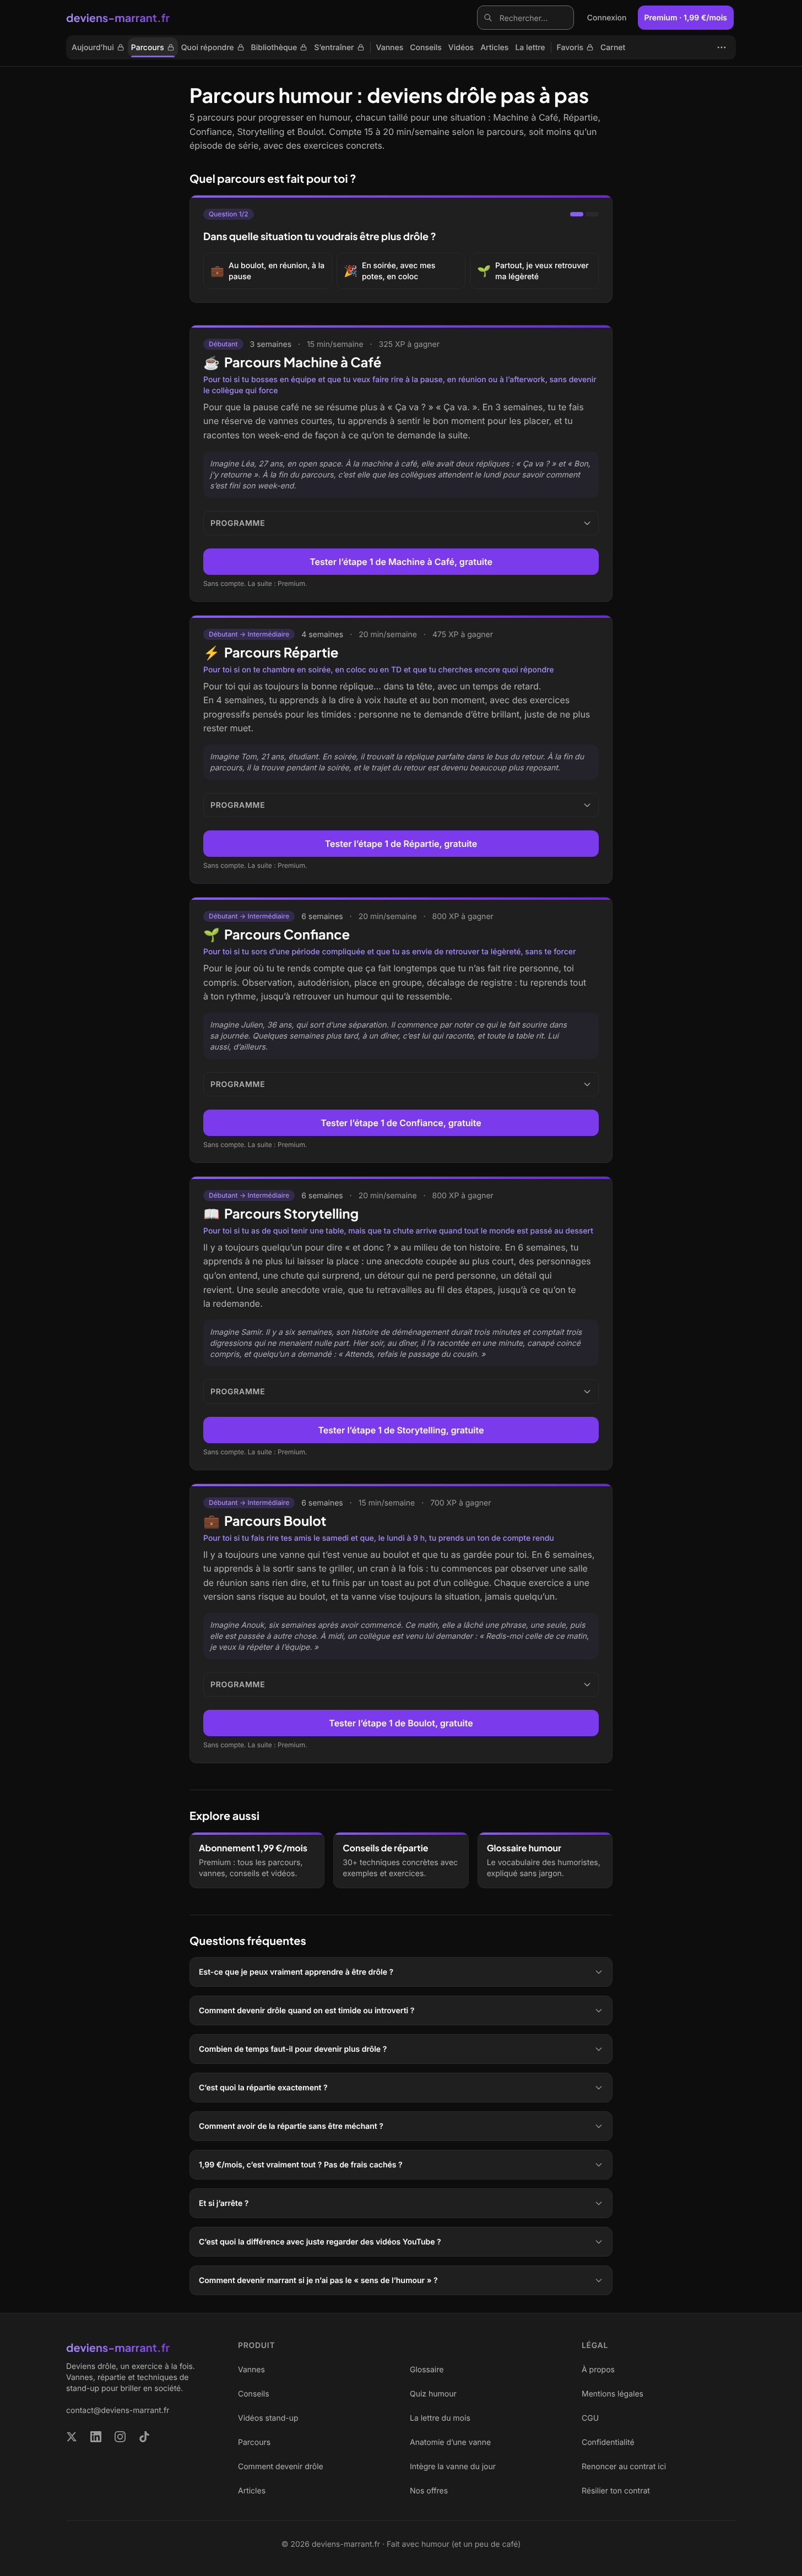 deviens-marrant.fr
Rechercher...
Connexion
Premium · 1,99 €/mois
Aujourd'hui
Parcours
Quoi répondre
Bibliothèque
S'entraîner
Vannes
Conseils
Vidéos
Articles
La lettre
Favoris
Carnet
Parcours humour : deviens drôle pas à pas
5 parcours pour progresser en humour, chacun taillé pour une situation : Machine à Café, Répartie,
Confiance, Storytelling et Boulot. Compte 15 à 20 min/semaine selon le parcours, soit moins qu'un
épisode de série, avec des exercices concrets.
Quel parcours est fait pour toi ?
Question 1/2
Dans quelle situation tu voudrais être plus drôle ?
Au boulot, en réunion, à la
pause
En soirée, avec mes
potes, en coloc
Partout, je veux retrouver
ma légèreté
Débutant
3 semaines · 15 min/semaine · 325 XP à gagner
Parcours Machine à Café
Pour toi si tu bosses en équipe et que tu veux faire rire à la pause, en réunion ou à l'afterwork, sans devenir
le collègue qui force
Pour que la pause café ne se résume plus à « Ça va ? » « Ça va. ». En 3 semaines, tu te fais
une réserve de vannes courtes, tu apprends à sentir le bon moment pour les placer, et tu
racontes ton week-end de façon à ce qu'on te demande la suite.
Imagine Léa, 27 ans, en open space. À la machine à café, elle avait deux répliques : « Ça va ? » et « Bon,
j'y retourne ». À la fin du parcours, c'est elle que les collègues attendent le lundi pour savoir comment
s'est fini son week-end.
PROGRAMME
Tester l'étape 1 de Machine à Café, gratuite
Sans compte. La suite : Premium.
Débutant → Intermédiaire
4 semaines · 20 min/semaine · 475 XP à gagner
Parcours Répartie
Pour toi si on te chambre en soirée, en coloc ou en TD et que tu cherches encore quoi répondre
Pour toi qui as toujours la bonne réplique… dans ta tête, avec un temps de retard.
En 4 semaines, tu apprends à la dire à voix haute et au bon moment, avec des exercices
progressifs pensés pour les timides : personne ne te demande d'être brillant, juste de ne plus
rester muet.
Imagine Tom, 21 ans, étudiant. En soirée, il trouvait la réplique parfaite dans le bus du retour. À la fin du
parcours, il la trouve pendant la soirée, et le trajet du retour est devenu beaucoup plus reposant.
PROGRAMME
Tester l'étape 1 de Répartie, gratuite
Sans compte. La suite : Premium.
Débutant → Intermédiaire
6 semaines · 20 min/semaine · 800 XP à gagner
Parcours Confiance
Pour toi si tu sors d'une période compliquée et que tu as envie de retrouver ta légèreté, sans te forcer
Pour le jour où tu te rends compte que ça fait longtemps que tu n'as fait rire personne, toi
compris. Observation, autodérision, place en groupe, décalage de registre : tu reprends tout
à ton rythme, jusqu'à retrouver un humour qui te ressemble.
Imagine Julien, 36 ans, qui sort d'une séparation. Il commence par noter ce qui le fait sourire dans
sa journée. Quelques semaines plus tard, à un dîner, c'est lui qui raconte, et toute la table rit. Lui
aussi, d'ailleurs.
PROGRAMME
Tester l'étape 1 de Confiance, gratuite
Sans compte. La suite : Premium.
Débutant → Intermédiaire
6 semaines · 20 min/semaine · 800 XP à gagner
Parcours Storytelling
Pour toi si tu as de quoi tenir une table, mais que ta chute arrive quand tout le monde est passé au dessert
Il y a toujours quelqu'un pour dire « et donc ? » au milieu de ton histoire. En 6 semaines, tu
apprends à ne plus lui laisser la place : une anecdote coupée au plus court, des personnages
qu'on entend, une chute qui surprend, un détour qui ne perd personne, un détail qui
revient. Une seule anecdote vraie, que tu retravailles au fil des étapes, jusqu'à ce qu'on te
la redemande.
Imagine Samir. Il y a six semaines, son histoire de déménagement durait trois minutes et comptait trois
digressions qui ne menaient nulle part. Hier soir, au dîner, il l'a racontée en une minute, canapé coincé
compris, et quelqu'un a demandé : « Attends, refais le passage du cousin. »
PROGRAMME
Tester l'étape 1 de Storytelling, gratuite
Sans compte. La suite : Premium.
Débutant → Intermédiaire
6 semaines · 15 min/semaine · 700 XP à gagner
Parcours Boulot
Pour toi si tu fais rire tes amis le samedi et que, le lundi à 9 h, tu prends un ton de compte rendu
Il y a toujours une vanne qui t'est venue au boulot et que tu as gardée pour toi. En 6 semaines,
tu apprends à la sortir sans te griller, un cran à la fois : tu commences par observer une salle
de réunion sans rien dire, et tu finis par un toast au pot d'un collègue. Chaque exercice a une
version sans risque au boulot, et ta vanne vise toujours la situation, jamais quelqu'un.
Imagine Anouk, six semaines après avoir commencé. Ce matin, elle a lâché une phrase, une seule, puis
elle est passée à autre chose. À midi, un collègue est venu lui demander : « Redis-moi celle de ce matin,
je veux la répéter à l'équipe. »
PROGRAMME
Tester l'étape 1 de Boulot, gratuite
Sans compte. La suite : Premium.
Explore aussi
Abonnement 1,99 €/mois
Premium : tous les parcours,
vannes, conseils et vidéos.
Conseils de répartie
30+ techniques concrètes avec
exemples et exercices.
Glossaire humour
Le vocabulaire des humoristes,
expliqué sans jargon.
Questions fréquentes
Est-ce que je peux vraiment apprendre à être drôle ?
Comment devenir drôle quand on est timide ou introverti ?
Combien de temps faut-il pour devenir plus drôle ?
C'est quoi la répartie exactement ?
Comment avoir de la répartie sans être méchant ?
1,99 €/mois, c'est vraiment tout ? Pas de frais cachés ?
Et si j'arrête ?
C'est quoi la différence avec juste regarder des vidéos YouTube ?
Comment devenir marrant si je n'ai pas le « sens de l'humour » ?
deviens-marrant.fr
Deviens drôle, un exercice à la fois.
Vannes, répartie et techniques de
stand-up pour briller en société.
contact@deviens-marrant.fr
PRODUIT
Vannes
Conseils
Vidéos stand-up
Parcours
Comment devenir drôle
Articles
Glossaire
Quiz humour
La lettre du mois
Anatomie d'une vanne
Intègre la vanne du jour
Nos offres
LÉGAL
À propos
Mentions légales
CGU
Confidentialité
Renoncer au contrat ici
Résilier ton contrat
© 2026 deviens-marrant.fr · Fait avec humour (et un peu de café)